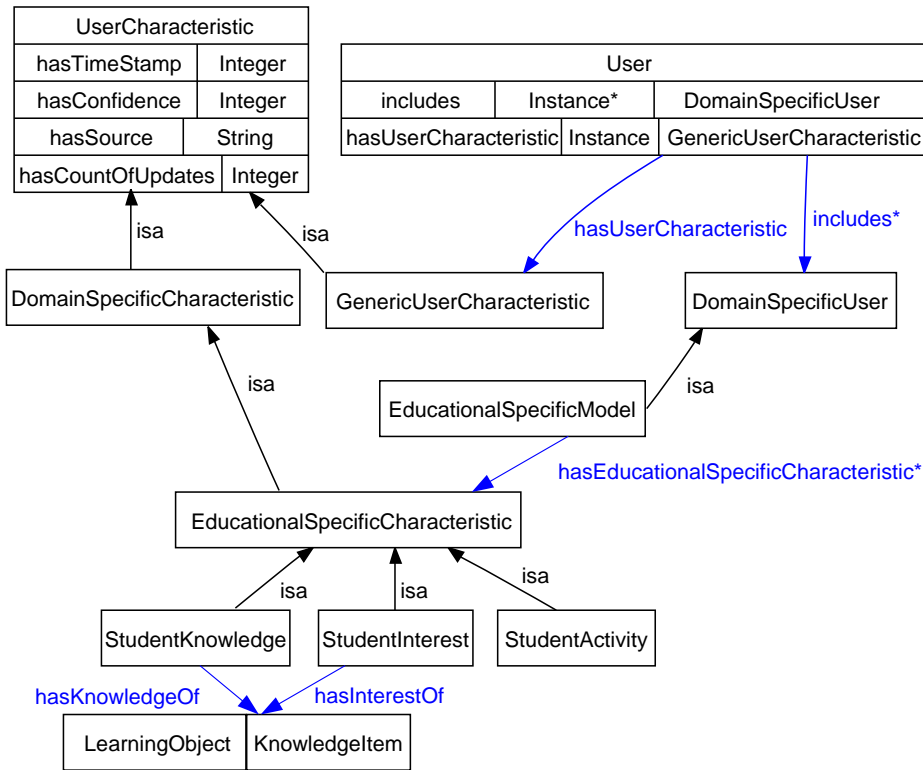 UserCharacteristic
hasTimeStamp Integer
hasConfidence Integer
hasSource String
hasCountOfUpdates Integer
User
includes Instance* DomainSpecificUser
hasUserCharacteristic Instance GenericUserCharacteristic
isa
isa
hasUserCharacteristic
includes*
DomainSpecificCharacteristic
GenericUserCharacteristic
DomainSpecificUser
isa
isa
EducationalSpecificModel
hasEducationalSpecificCharacteristic*
EducationalSpecificCharacteristic
isa
isa
isa
StudentKnowledge
StudentInterest
StudentActivity
hasKnowledgeOf
hasInterestOf
LearningObject KnowledgeItem